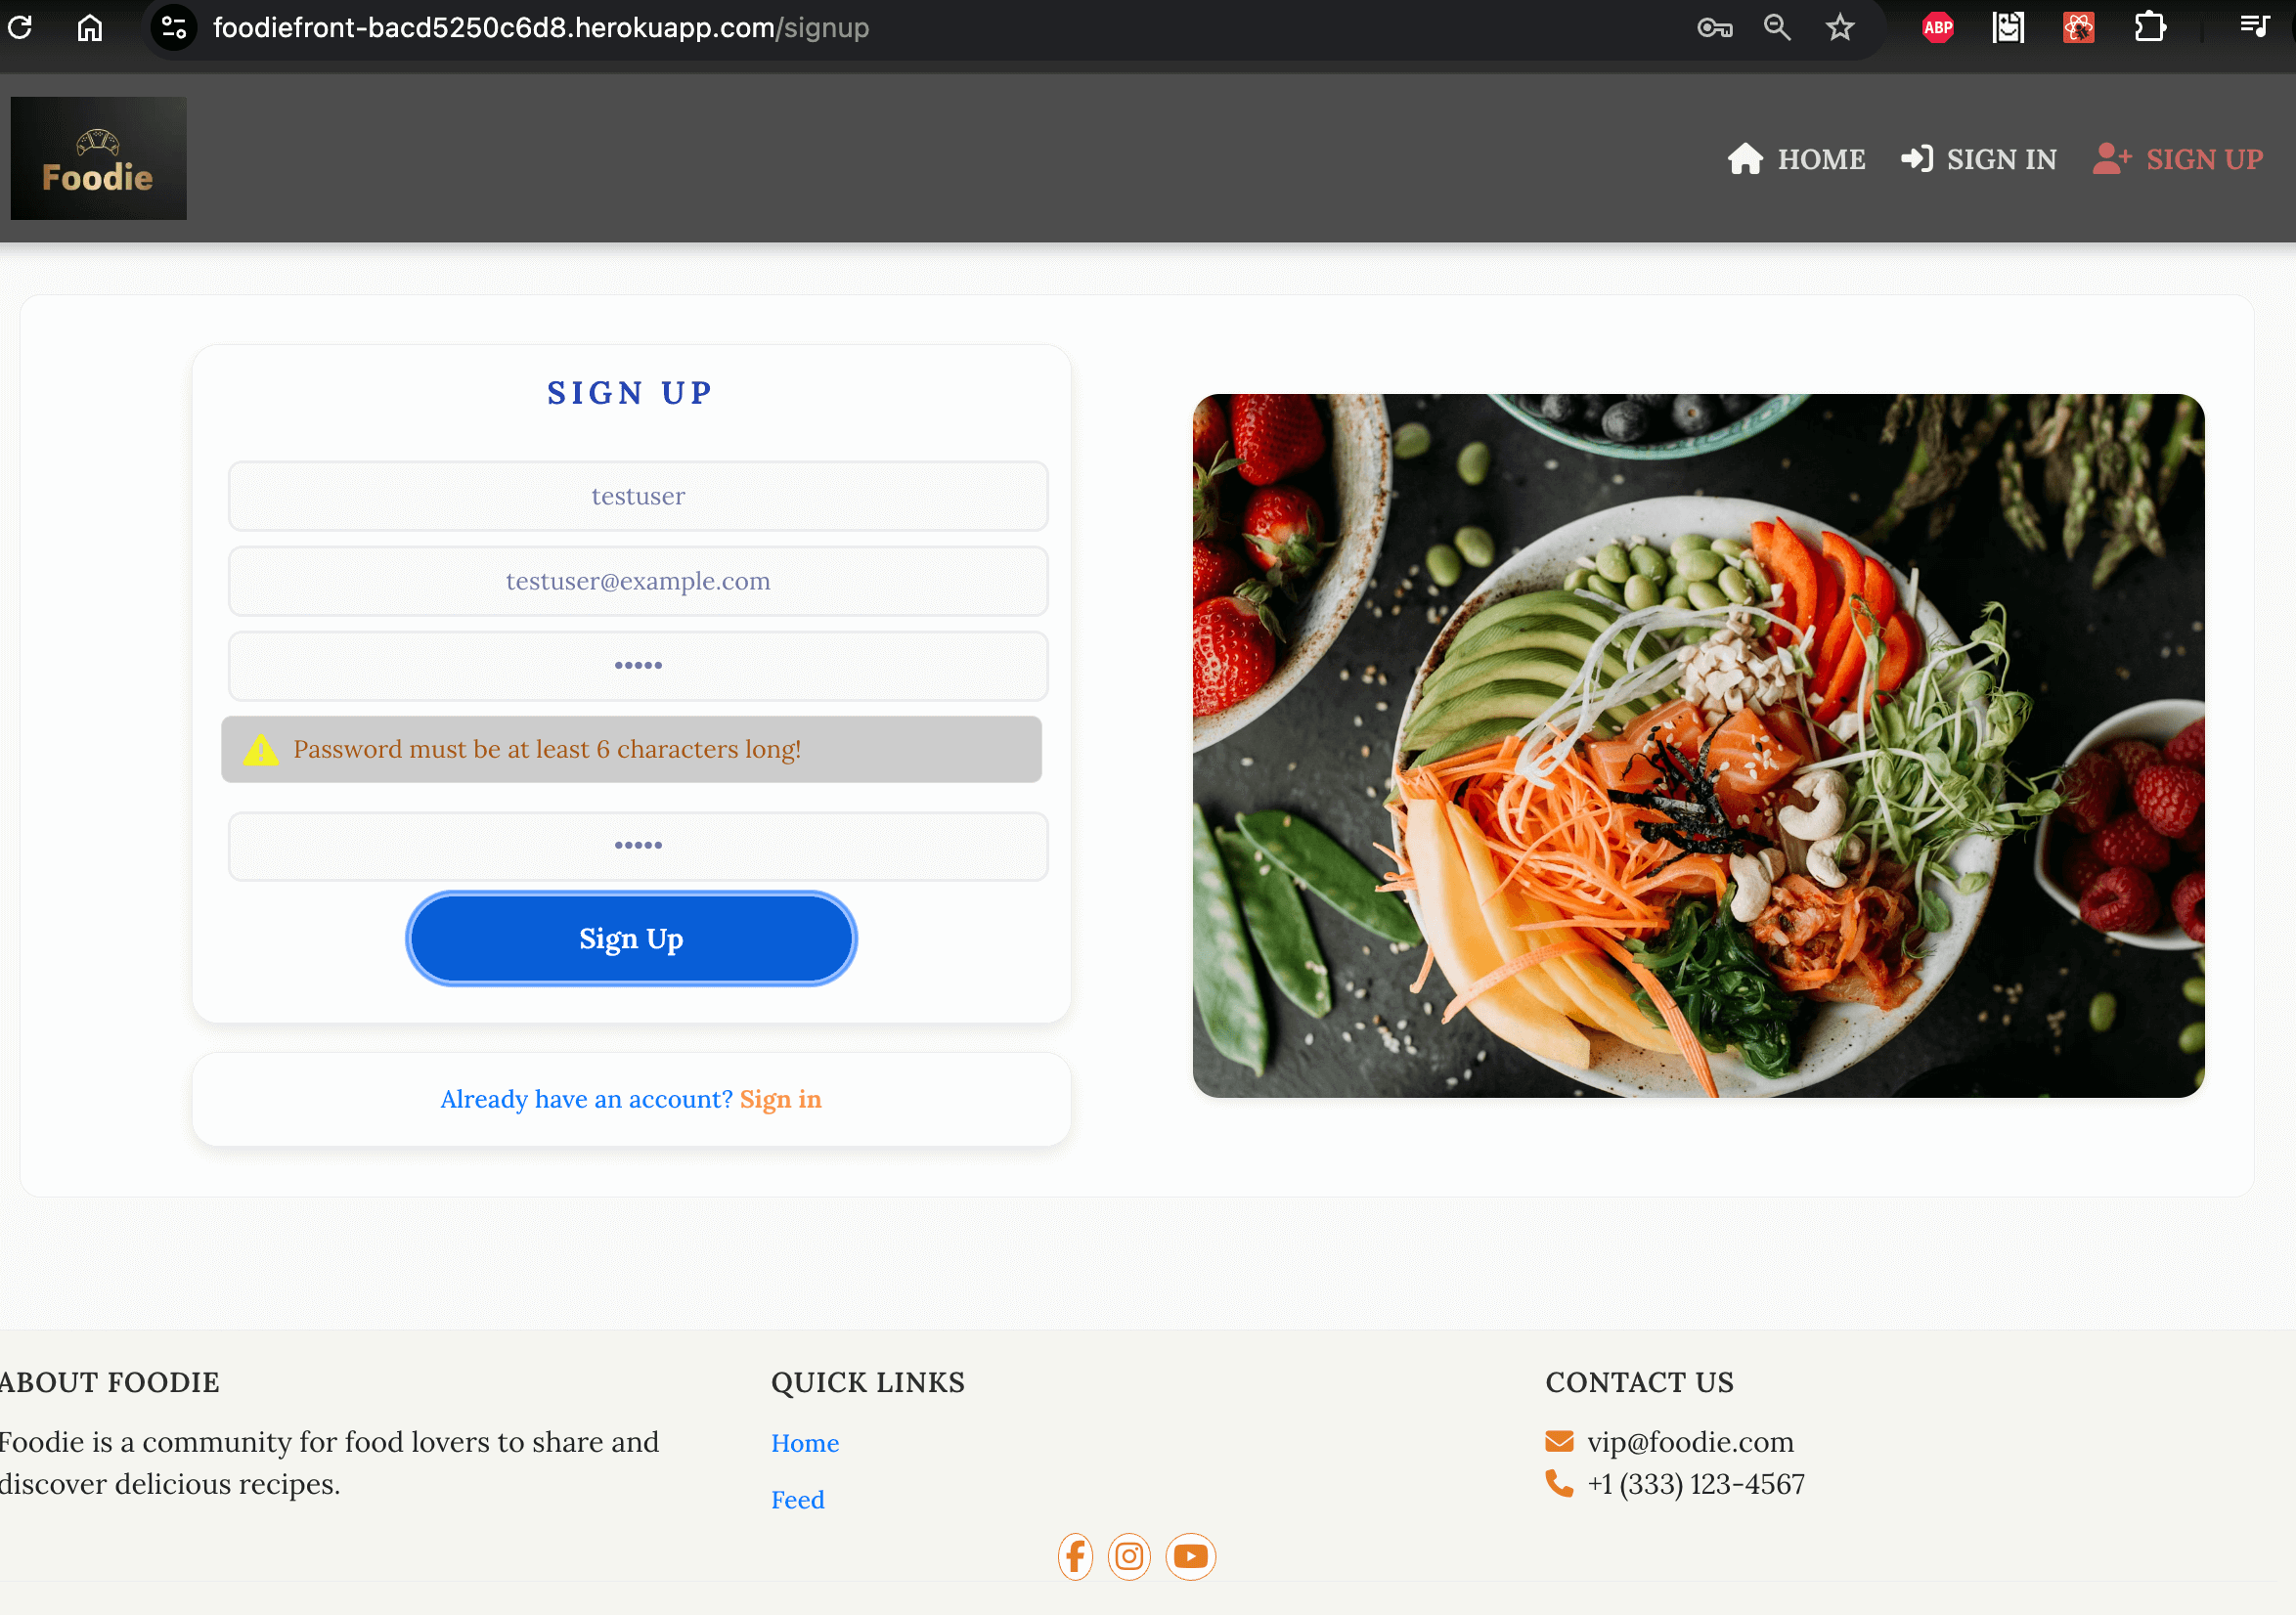 foodiefront-bacd5250c6d8.herokuapp.com/signup
ABP
Foodie
HOME
SIGN IN
SIGN UP
SIGN UP
testuser
testuser@example.com
•••••
Password must be at least 6 characters long!
•••••
Sign Up
Already have an account? Sign in
ABOUT FOODIE
Foodie is a community for food lovers to share and
discover delicious recipes.
QUICK LINKS
Home
Feed
CONTACT US
vip@foodie.com
+1 (333) 123-4567